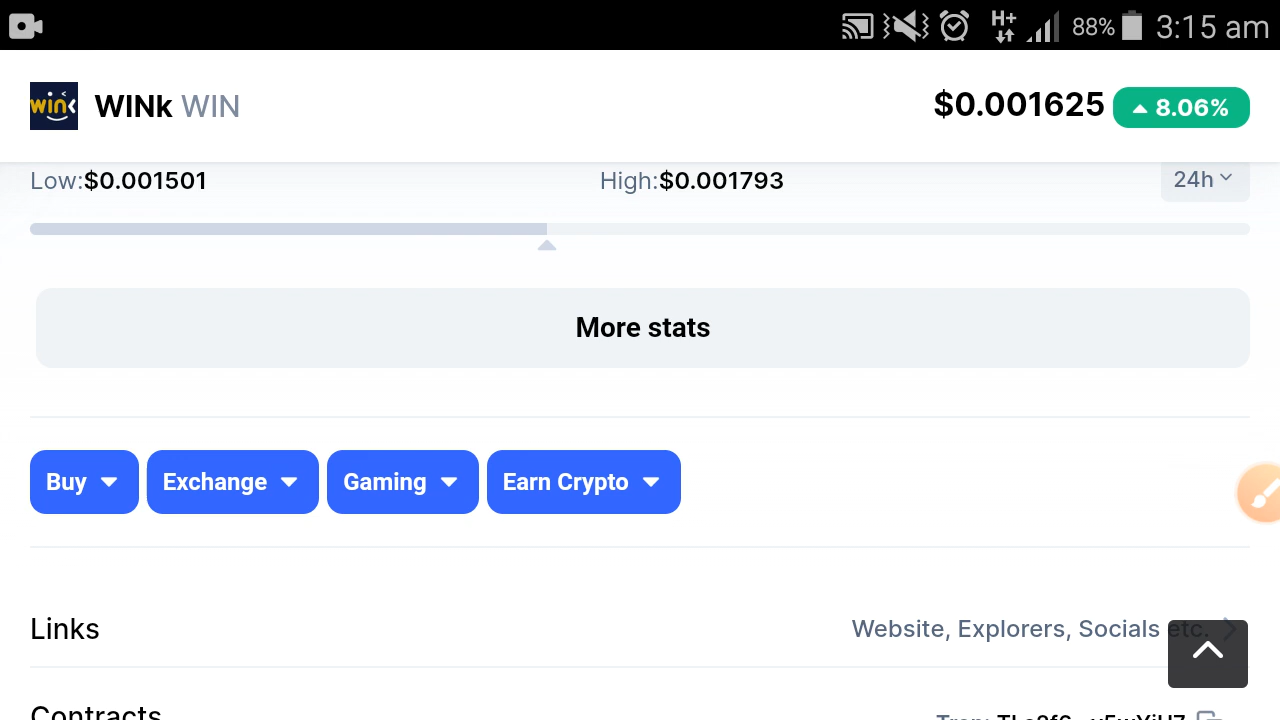 H+ 88% 3:15 am
wink WINk WIN $0.001625 8.06%
Low:$0.001501 High:$0.001793 24h
More stats
Buy Exchange Gaming Earn Crypto
Links Website, Explorers, Socials etc.
Contracts